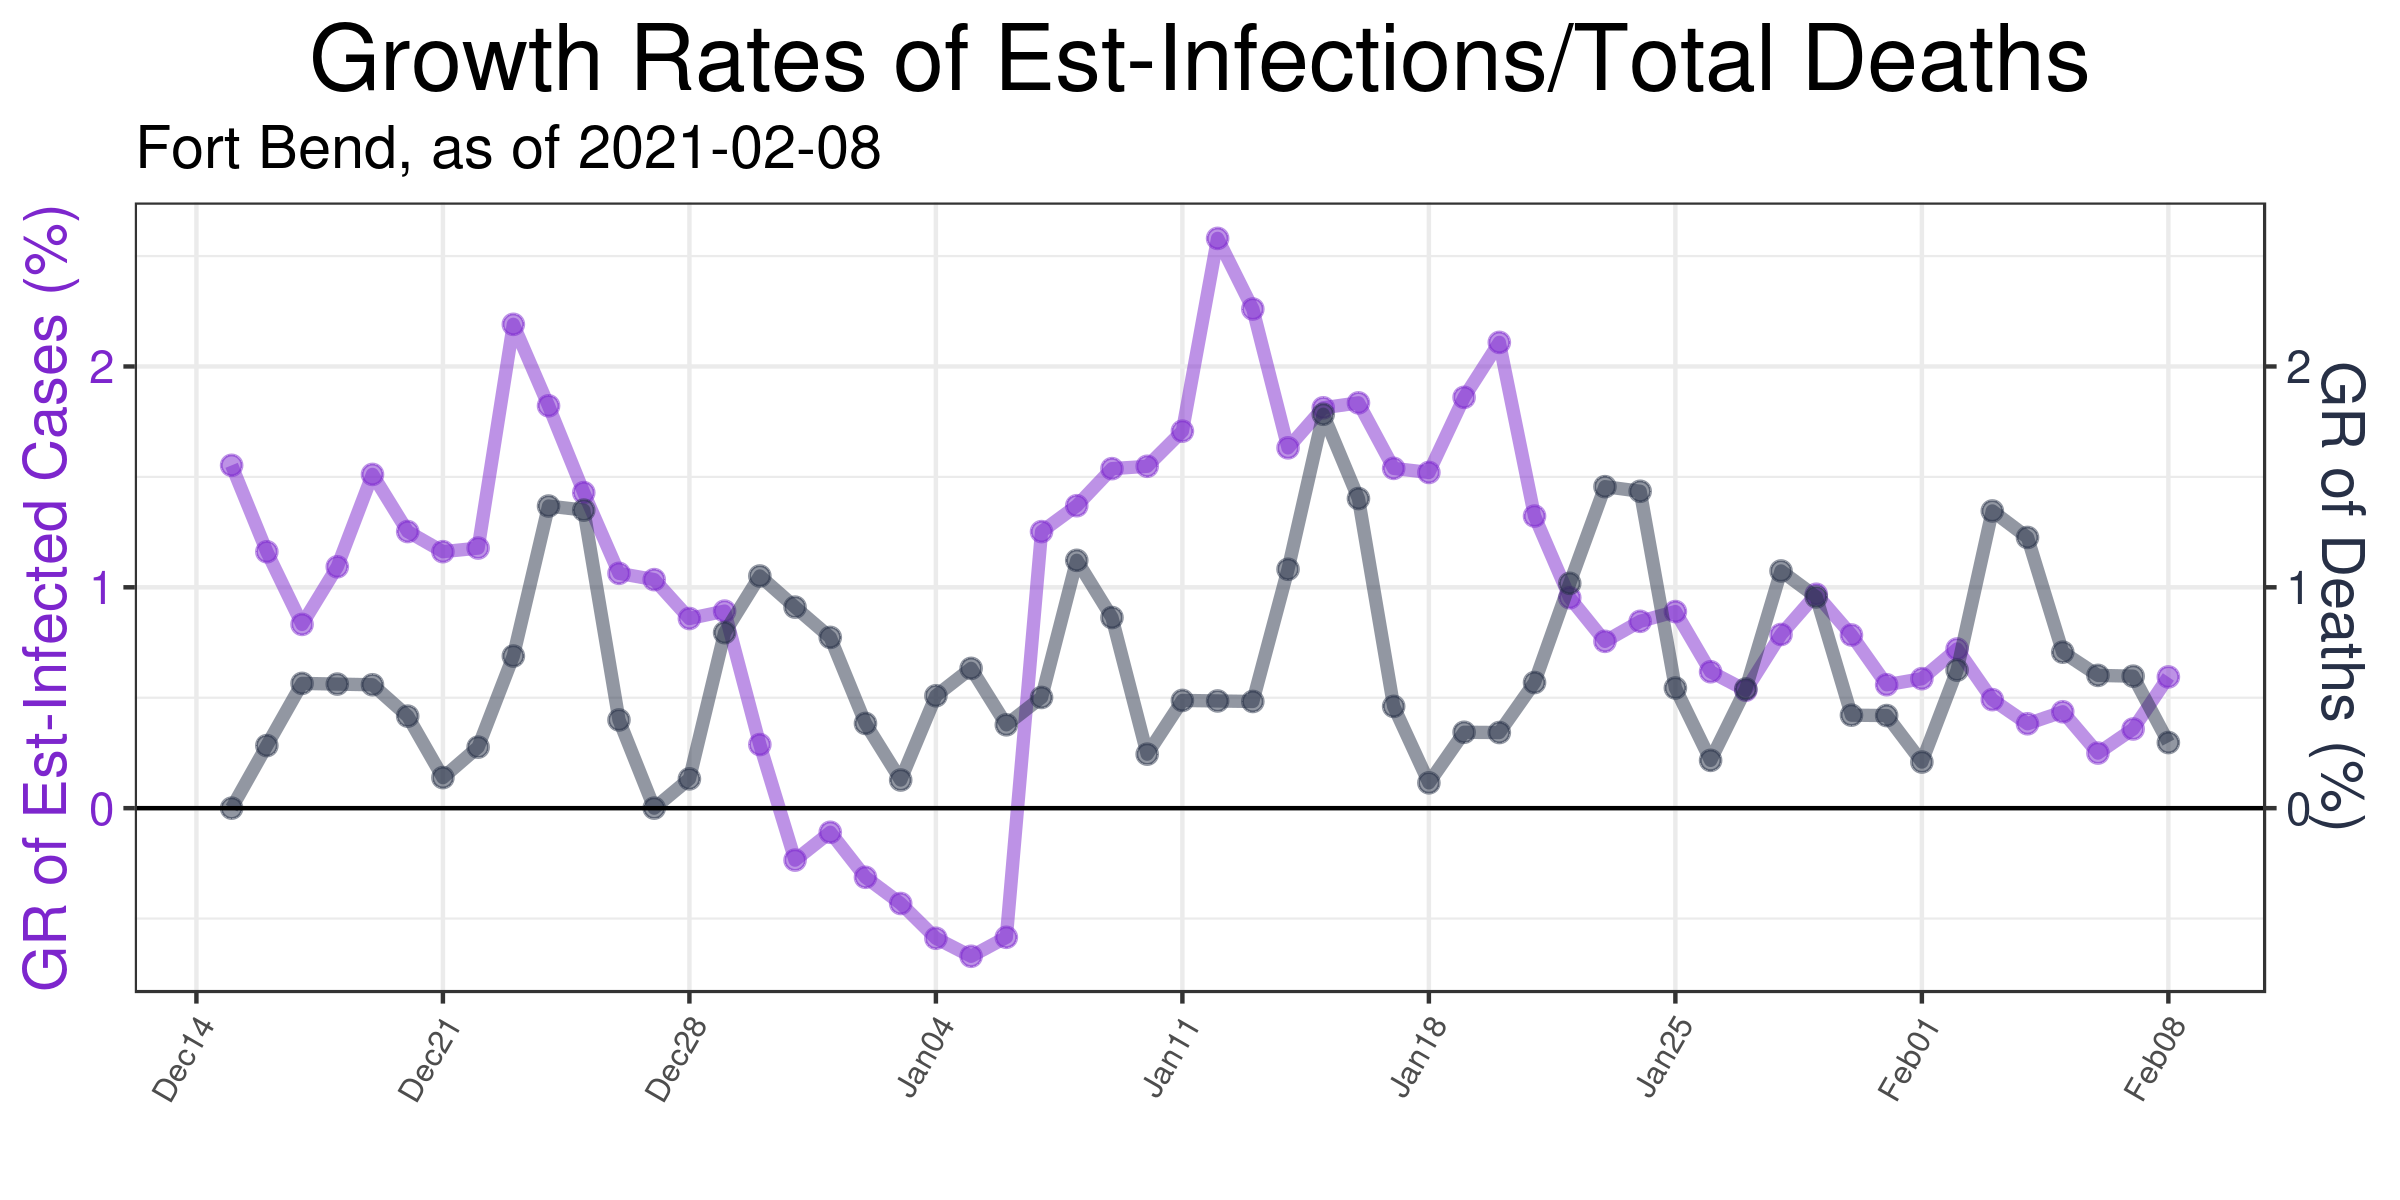 Growth Rates of Est-Infections/Total Deaths
Fort Bend, as of 2021-02-08
GR of Est-Infected Cases (%)
2
1
0
2
1
0
GR of Deaths (%)
Dec14
Dec21
Dec28
Jan04
Jan11
Jan18
Jan25
Feb01
Feb08